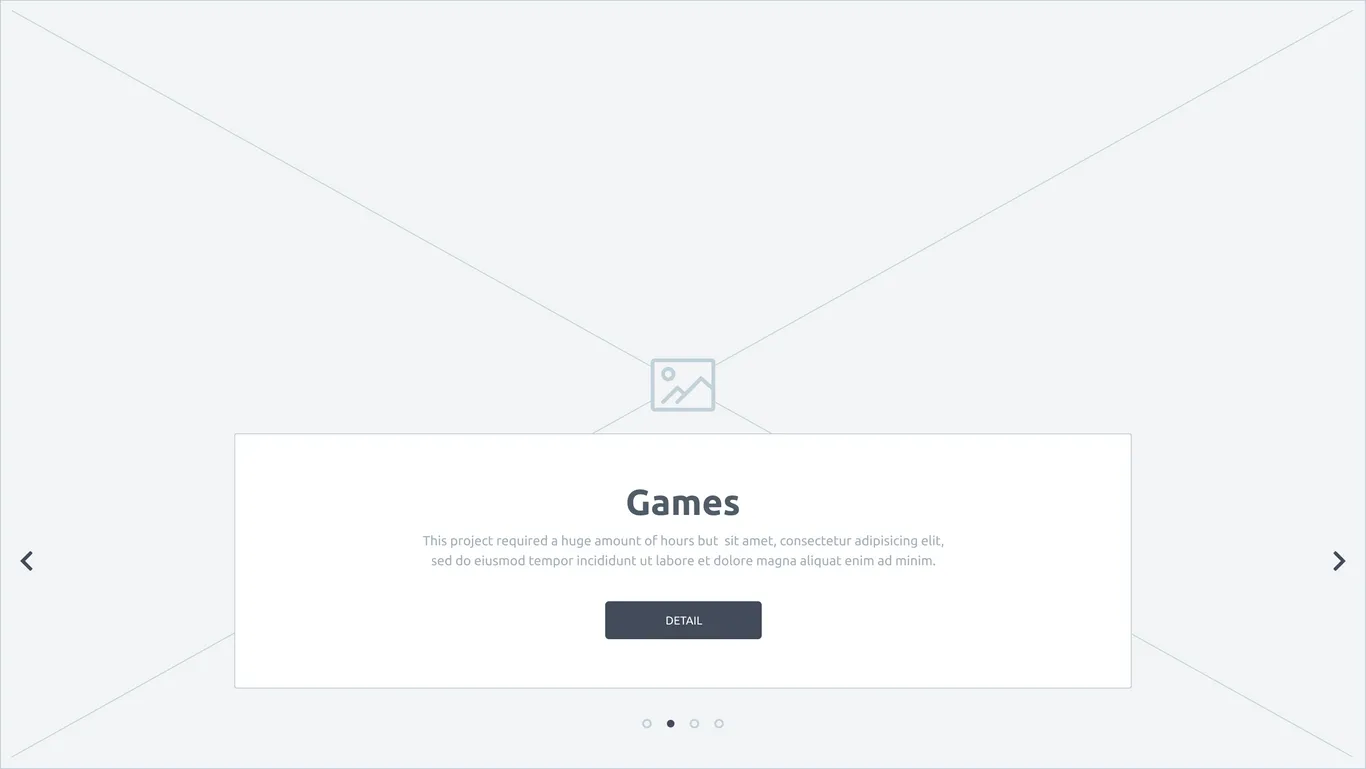 Games
This project required a huge amount of hours but  sit amet, consectetur adipisicing elit,
sed do eiusmod tempor incididunt ut labore et dolore magna aliquat enim ad minim.
DETAIL